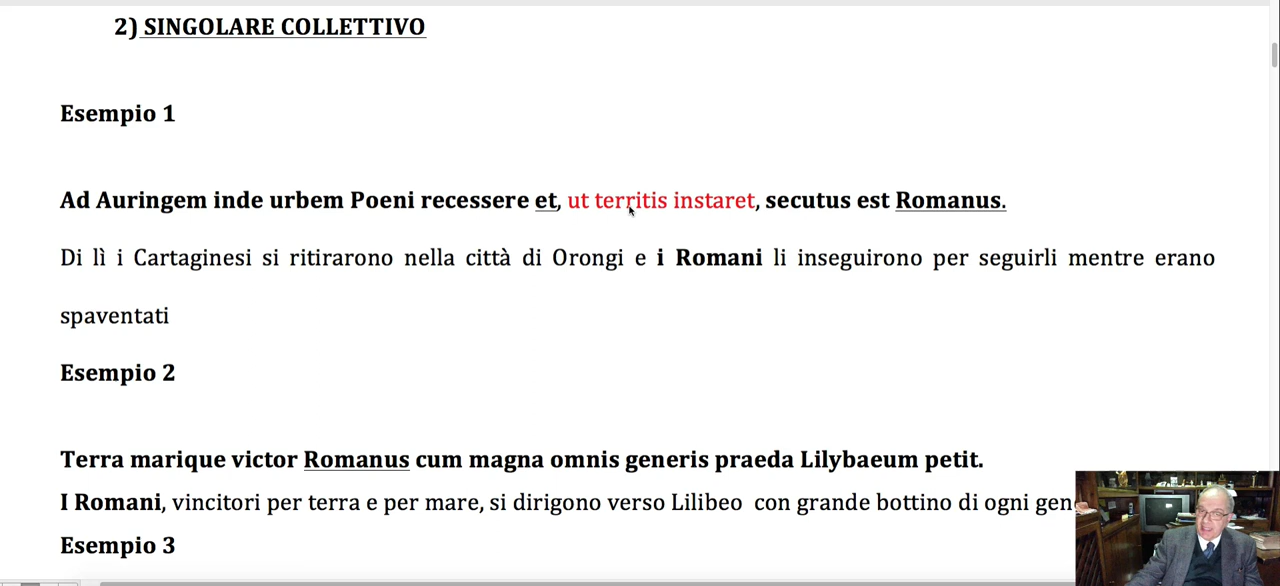 2) SINGOLARE COLLETTIVO
Esempio 1
Ad Auringem inde urbem Poeni recessere et, ut territis instaret, secutus est Romanus.
Di lì i Cartaginesi si ritirarono nella città di Orongi e i Romani li inseguirono per seguirli mentre erano
spaventati
Esempio 2
Terra marique victor Romanus cum magna omnis generis praeda Lilybaeum petit.
I Romani, vincitori per terra e per mare, si dirigono verso Lilibeo con grande bottino di ogni gen
Esempio 3